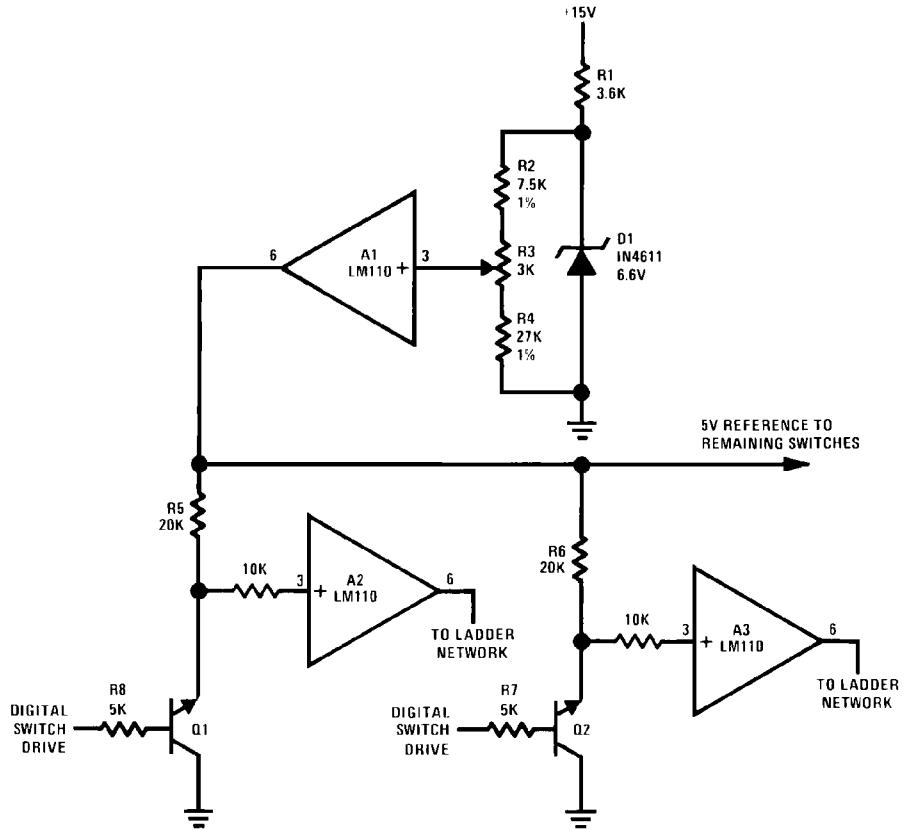 +15V
R1
3.6K
R2
7.5K
1%
R3
3K
R4
27K
1%
D1
IN4611
6.6V
A1
LM110
+
3
6
5V REFERENCE TO
REMAINING SWITCHES
R5
20K
10K
3
+
A2
LM110
6
TO LADDER
NETWORK
R6
20K
10K
3
+
A3
LM110
6
TO LADDER
NETWORK
DIGITAL
SWITCH
DRIVE
R8
5K
Q1
DIGITAL
SWITCH
DRIVE
R7
5K
Q2